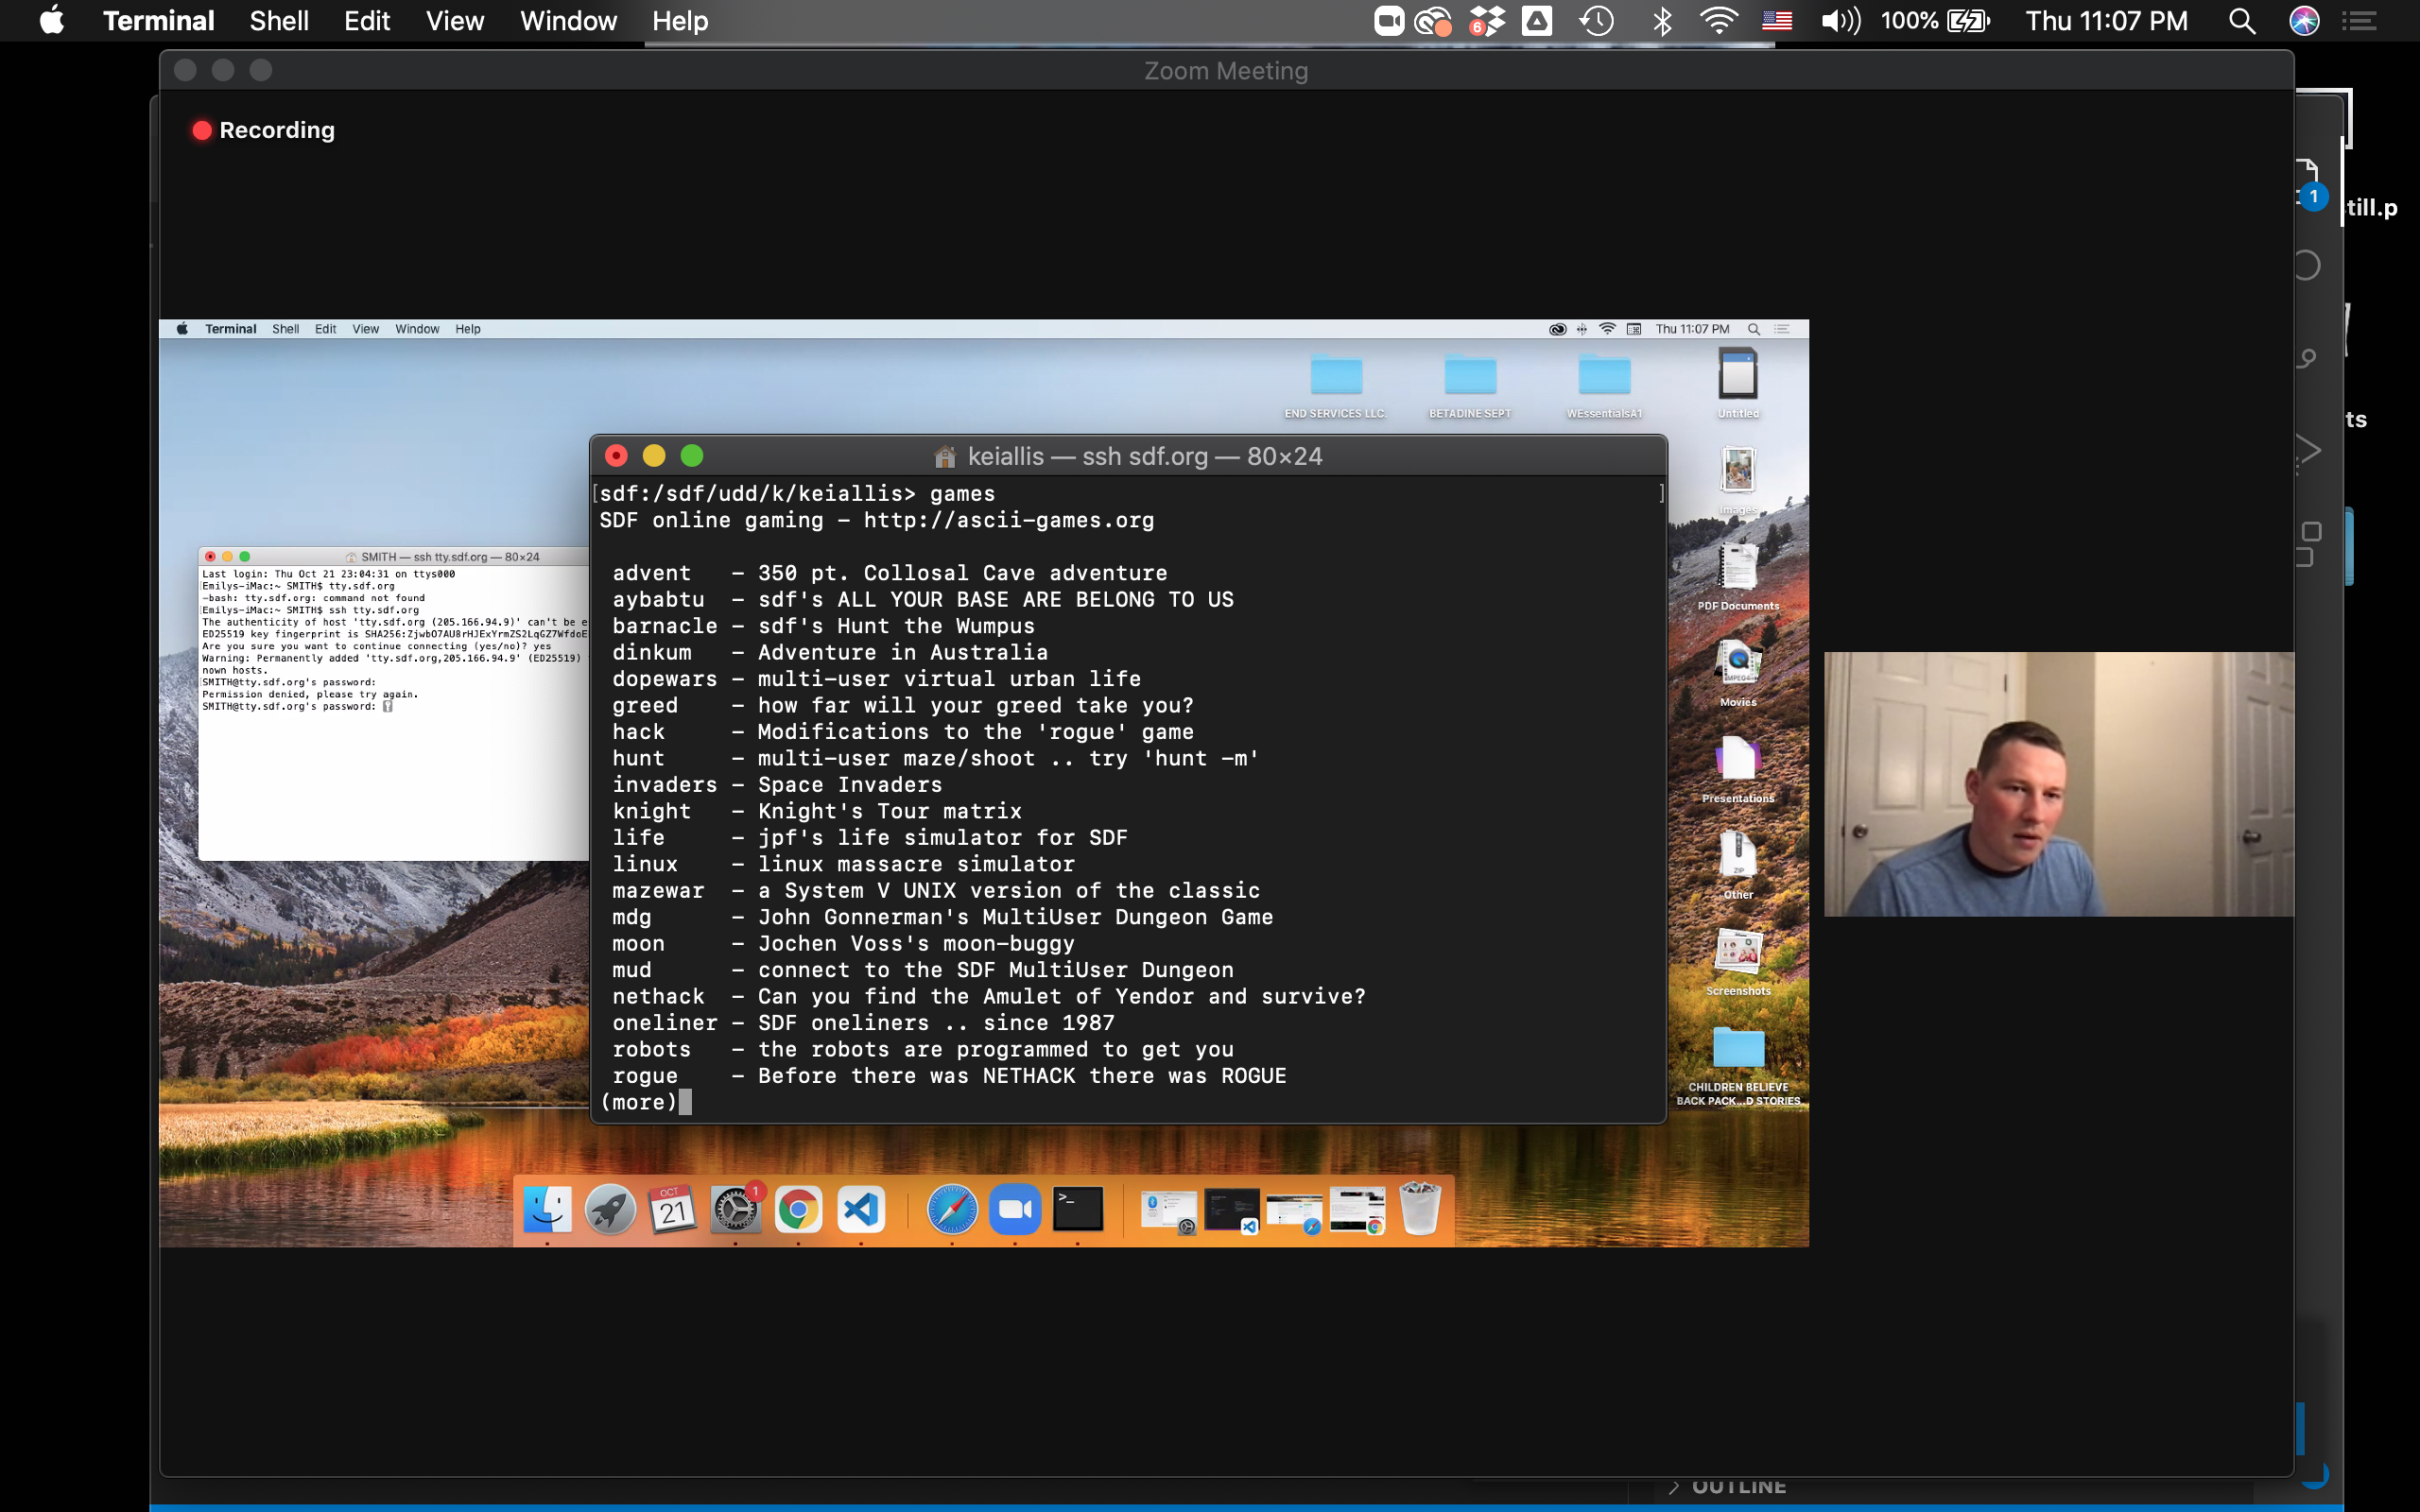 Terminal Shell Edit View Window Help
6
100% Thu 11:07 PM
Zoom Meeting
Recording
1
till.p
ts
Terminal Shell Edit View Window Help
Thu 11:07 PM
END SERVICES LLC.
BETADINE SEPT
WEssentialsA1
Untitled
Images
PDF Documents
MPEG4
Movies
Presentations
ZIP
Other
Screenshots
CHILDREN BELIEVE
BACK PACK...D STORIES
SMITH — ssh tty.sdf.org — 80×24
Last login: Thu Oct 21 23:04:31 on ttys000
[Emilys-iMac:~ SMITH$ tty.sdf.org
-bash: tty.sdf.org: command not found
[Emilys-iMac:~ SMITH$ ssh tty.sdf.org
The authenticity of host 'tty.sdf.org (205.166.94.9)' can't be e
ED25519 key fingerprint is
Are you sure you want to continue connecting (yes/no)? yes
Warning: Permanently added 'tty.sdf.org,205.166.94.9' (ED25519)
nown hosts.
[SMITH@tty.sdf.org's password:
Permission denied, please try again.
SMITH@tty.sdf.org's password:
keiallis — ssh sdf.org — 80×24
[sdf:/sdf/udd/k/keiallis> games ]
SDF online gaming - http://ascii-games.org
advent - 350 pt. Collosal Cave adventure
aybabtu - sdf's ALL YOUR BASE ARE BELONG TO US
barnacle - sdf's Hunt the Wumpus
dinkum - Adventure in Australia
dopewars - multi-user virtual urban life
greed - how far will your greed take you?
hack - Modifications to the 'rogue' game
hunt - multi-user maze/shoot .. try 'hunt -m'
invaders - Space Invaders
knight - Knight's Tour matrix
life - jpf's life simulator for SDF
linux - linux massacre simulator
mazewar - a System V UNIX version of the classic
mdg - John Gonnerman's MultiUser Dungeon Game
moon - Jochen Voss's moon-buggy
mud - connect to the SDF MultiUser Dungeon
nethack - Can you find the Amulet of Yendor and survive?
oneliner - SDF oneliners .. since 1987
robots - the robots are programmed to get you
rogue - Before there was NETHACK there was ROGUE
(more)
OCT
21
1
>_
OUTLINE